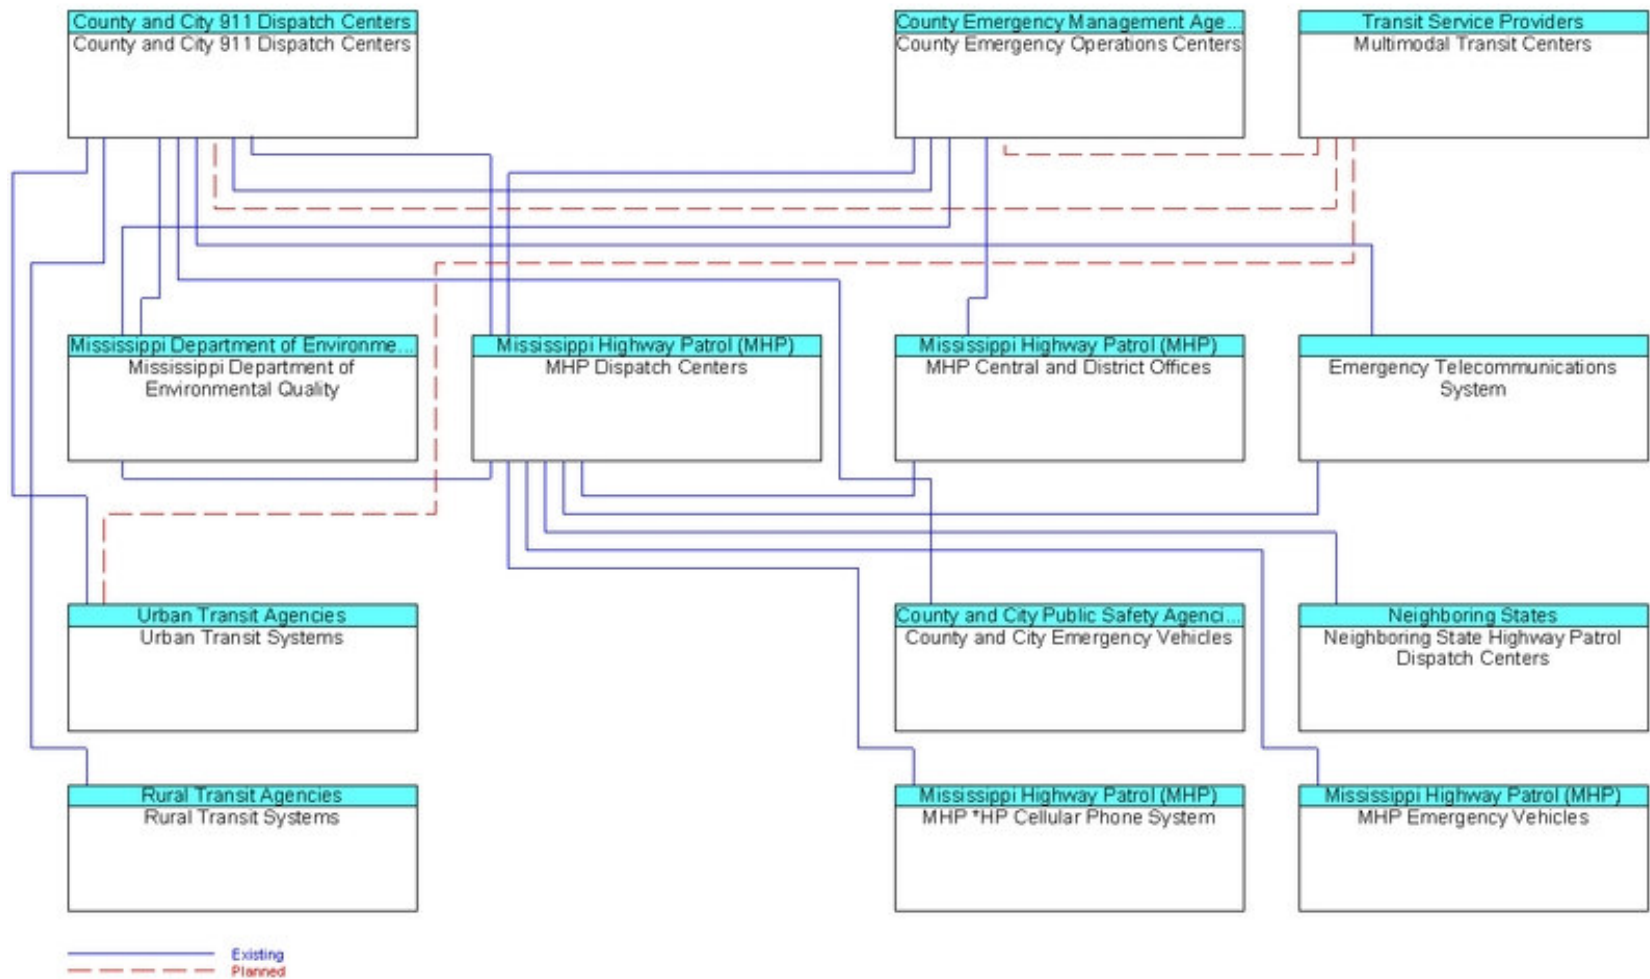 County and City 911 Dispatch Centers
County and City 911 Dispatch Centers
County Emergency Management Age...
County Emergency Operations Centers
Transit Service Providers
Multimodal Transit Centers
Mississippi Department of Environme...
Mississippi Department of
Environmental Quality
Mississippi Highway Patrol (MHP)
MHP Dispatch Centers
Mississippi Highway Patrol (MHP)
MHP Central and District Offices
Emergency Telecommunications
System
Urban Transit Agencies
Urban Transit Systems
County and City Public Safety Agenci...
County and City Emergency Vehicles
Neighboring States
Neighboring State Highway Patrol
Dispatch Centers
Rural Transit Agencies
Rural Transit Systems
Mississippi Highway Patrol (MHP)
MHP *HP Cellular Phone System
Mississippi Highway Patrol (MHP)
MHP Emergency Vehicles
Existing
Planned